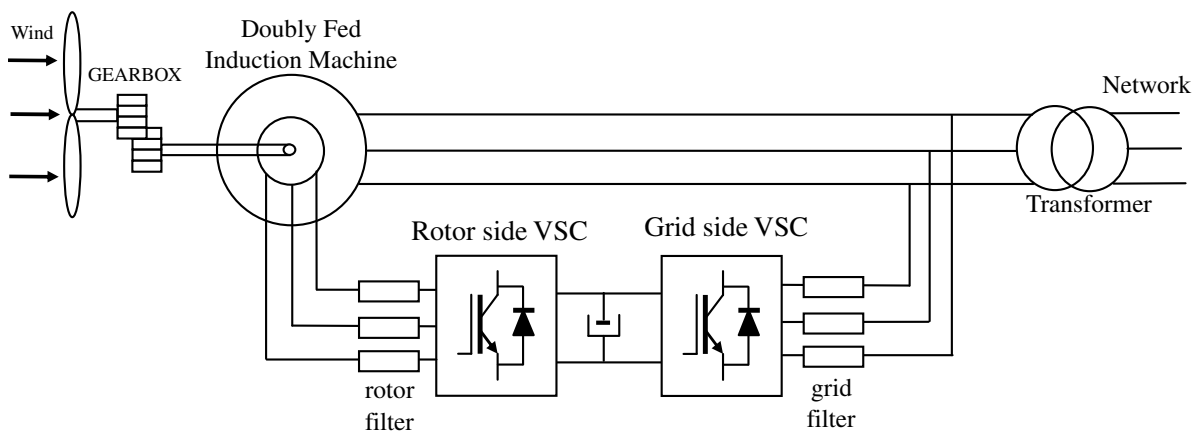 Wind
GEARBOX
Doubly Fed
Induction Machine
Network
Transformer
Rotor side VSC
Grid side VSC
rotor
filter
grid
filter